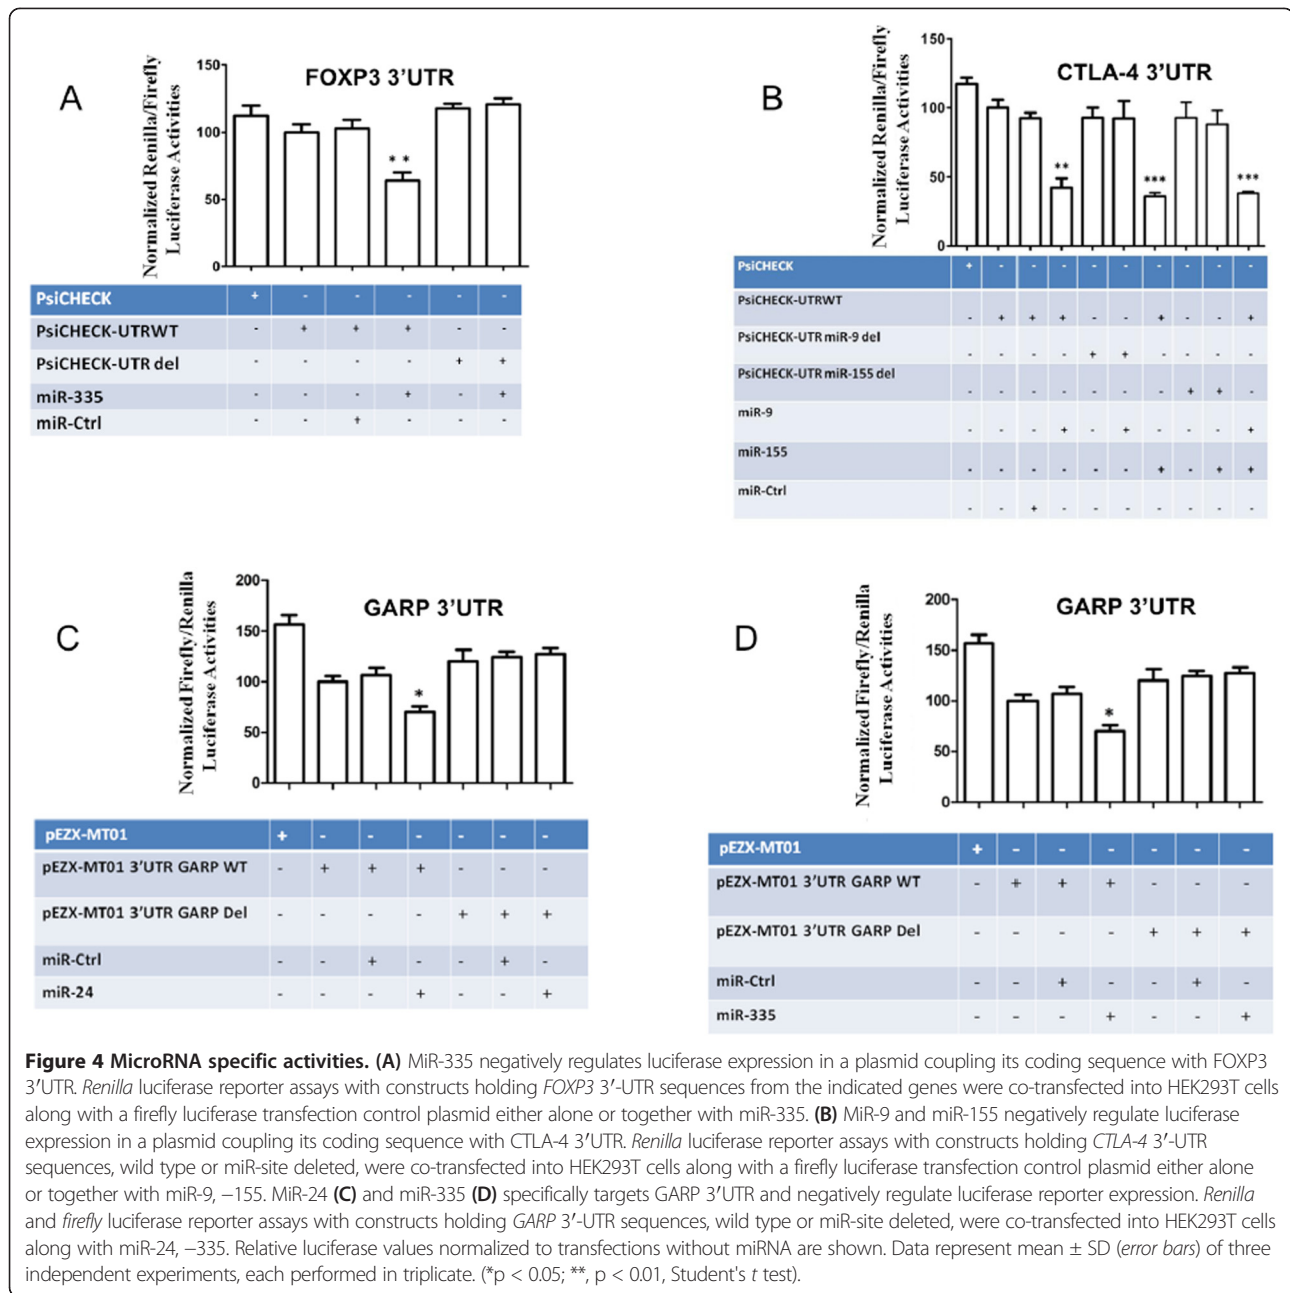 A
Normalized Renilla/Firefly
Luciferase Activities
FOXP3 3'UTR
150
100
50
0
* *
PsiCHECK + - - - - -
PsiCHECK-UTRWT - + + + - -
PsiCHECK-UTR del - - - - + +
miR-335 - - - + - +
miR-Ctrl - - + - - -
B
Normalized Renilla/Firefly
Luciferase Activities
CTLA-4 3'UTR
150
100
50
0
**
***
***
PsiCHECK + - - - - - - - - -
PsiCHECK-UTRWT - + + + - - + - - +
PsiCHECK-UTR miR-9 del - - - - + + - - - -
PsiCHECK-UTR miR-155 del - - - - - - - + + -
miR-9 - - - + - + - - - +
miR-155 - - - - - - + - + +
miR-Ctrl - - + - - - - - - -
C
Normalized Firefly/Renilla
Luciferase Activities
GARP 3'UTR
200
150
100
50
0
*
pEZX-MT01 + - - - - - -
pEZX-MT01 3'UTR GARP WT - + + + - - -
pEZX-MT01 3'UTR GARP Del - - - - + + +
miR-Ctrl - - + - - + -
miR-24 - - - + - - +
D
Normalized Firefly/Renilla
Luciferase Activities
GARP 3'UTR
200
150
100
50
0
*
pEZX-MT01 + - - - - - -
pEZX-MT01 3'UTR GARP WT - + + + - - -
pEZX-MT01 3'UTR GARP Del - - - - + + +
miR-Ctrl - - + - - + -
miR-335 - - - + - - +
Figure 4 MicroRNA specific activities. (A) MiR-335 negatively regulates luciferase expression in a plasmid coupling its coding sequence with FOXP3
3′UTR. Renilla luciferase reporter assays with constructs holding FOXP3 3′-UTR sequences from the indicated genes were co-transfected into HEK293T cells
along with a firefly luciferase transfection control plasmid either alone or together with miR-335. (B) MiR-9 and miR-155 negatively regulate luciferase
expression in a plasmid coupling its coding sequence with CTLA-4 3′UTR. Renilla luciferase reporter assays with constructs holding CTLA-4 3′-UTR
sequences, wild type or miR-site deleted, were co-transfected into HEK293T cells along with a firefly luciferase transfection control plasmid either alone
or together with miR-9, −155. MiR-24 (C) and miR-335 (D) specifically targets GARP 3′UTR and negatively regulate luciferase reporter expression. Renilla
and firefly luciferase reporter assays with constructs holding GARP 3′-UTR sequences, wild type or miR-site deleted, were co-transfected into HEK293T cells
along with miR-24, −335. Relative luciferase values normalized to transfections without miRNA are shown. Data represent mean ± SD (error bars) of three
independent experiments, each performed in triplicate. (*p < 0.05; **, p < 0.01, Student's t test).